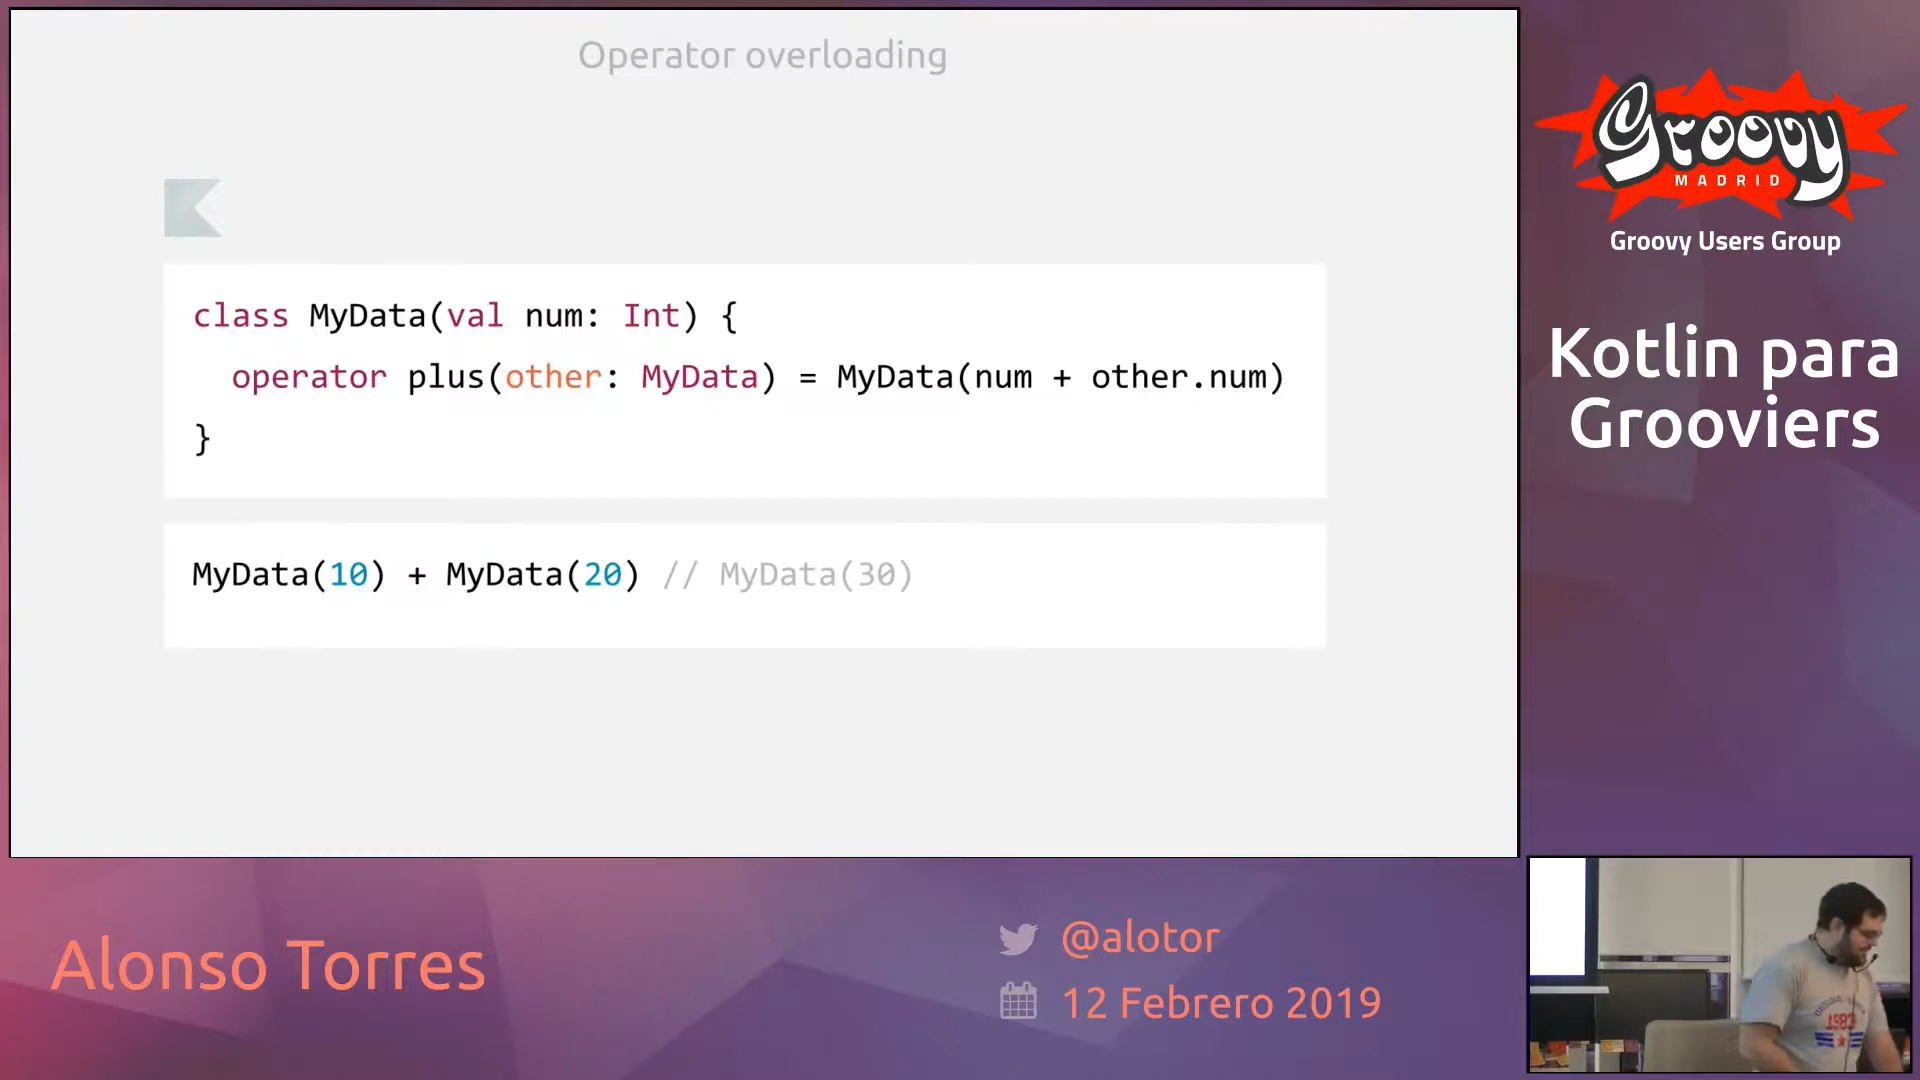 Operator overloading
class MyData(val num: Int) {
operator plus(other: MyData) = MyData(num + other.num)
}
MyData(10) + MyData(20) // MyData(30)
Groovy
MADRID
Groovy Users Group
Kotlin para
Grooviers
Alonso Torres
@alotor
12 Febrero 2019